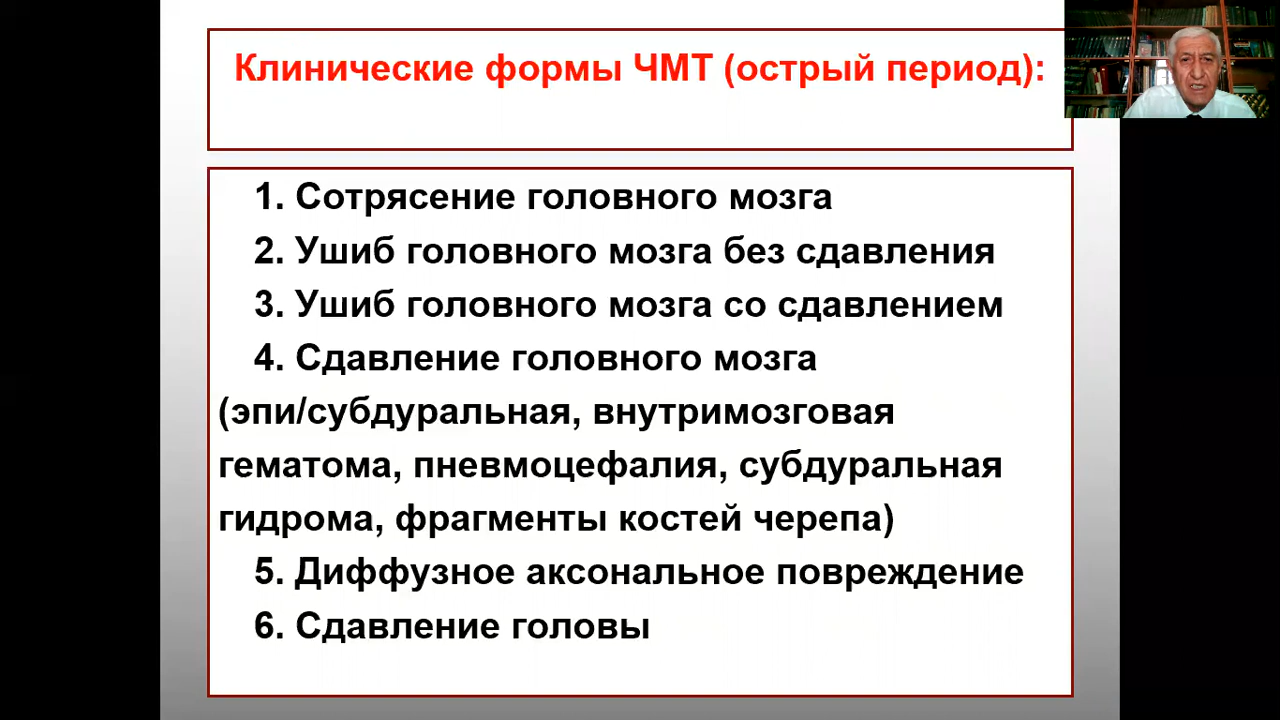 Клинические формы ЧМТ (острый период):
1. Сотрясение головного мозга
2. Ушиб головного мозга без сдавления
3. Ушиб головного мозга со сдавлением
4. Сдавление головного мозга
(эпи/субдуральная, внутримозговая
гематома, пневмоцефалия, субдуральная
гидрома, фрагменты костей черепа)
5. Диффузное аксональное повреждение
6. Сдавление головы